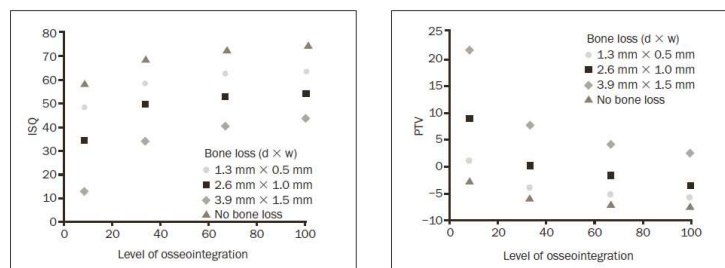 80
70
60
50
40
30
20
10
0
ISQ
Bone loss (d × w)
1.3 mm × 0.5 mm
2.6 mm × 1.0 mm
3.9 mm × 1.5 mm
No bone loss
0 20 40 60 80 100
Level of osseointegration
25
20
15
10
5
0
−5
−10
PTV
Bone loss (d × w)
1.3 mm × 0.5 mm
2.6 mm × 1.0 mm
3.9 mm × 1.5 mm
No bone loss
0 20 40 60 80 100
Level of osseointegration